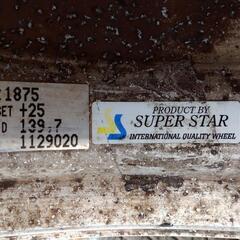 1875
SET +25
D 139.7
1129020
PRODUCT BY
SUPER STAR
INTERNATIONAL QUALITY WHEEL